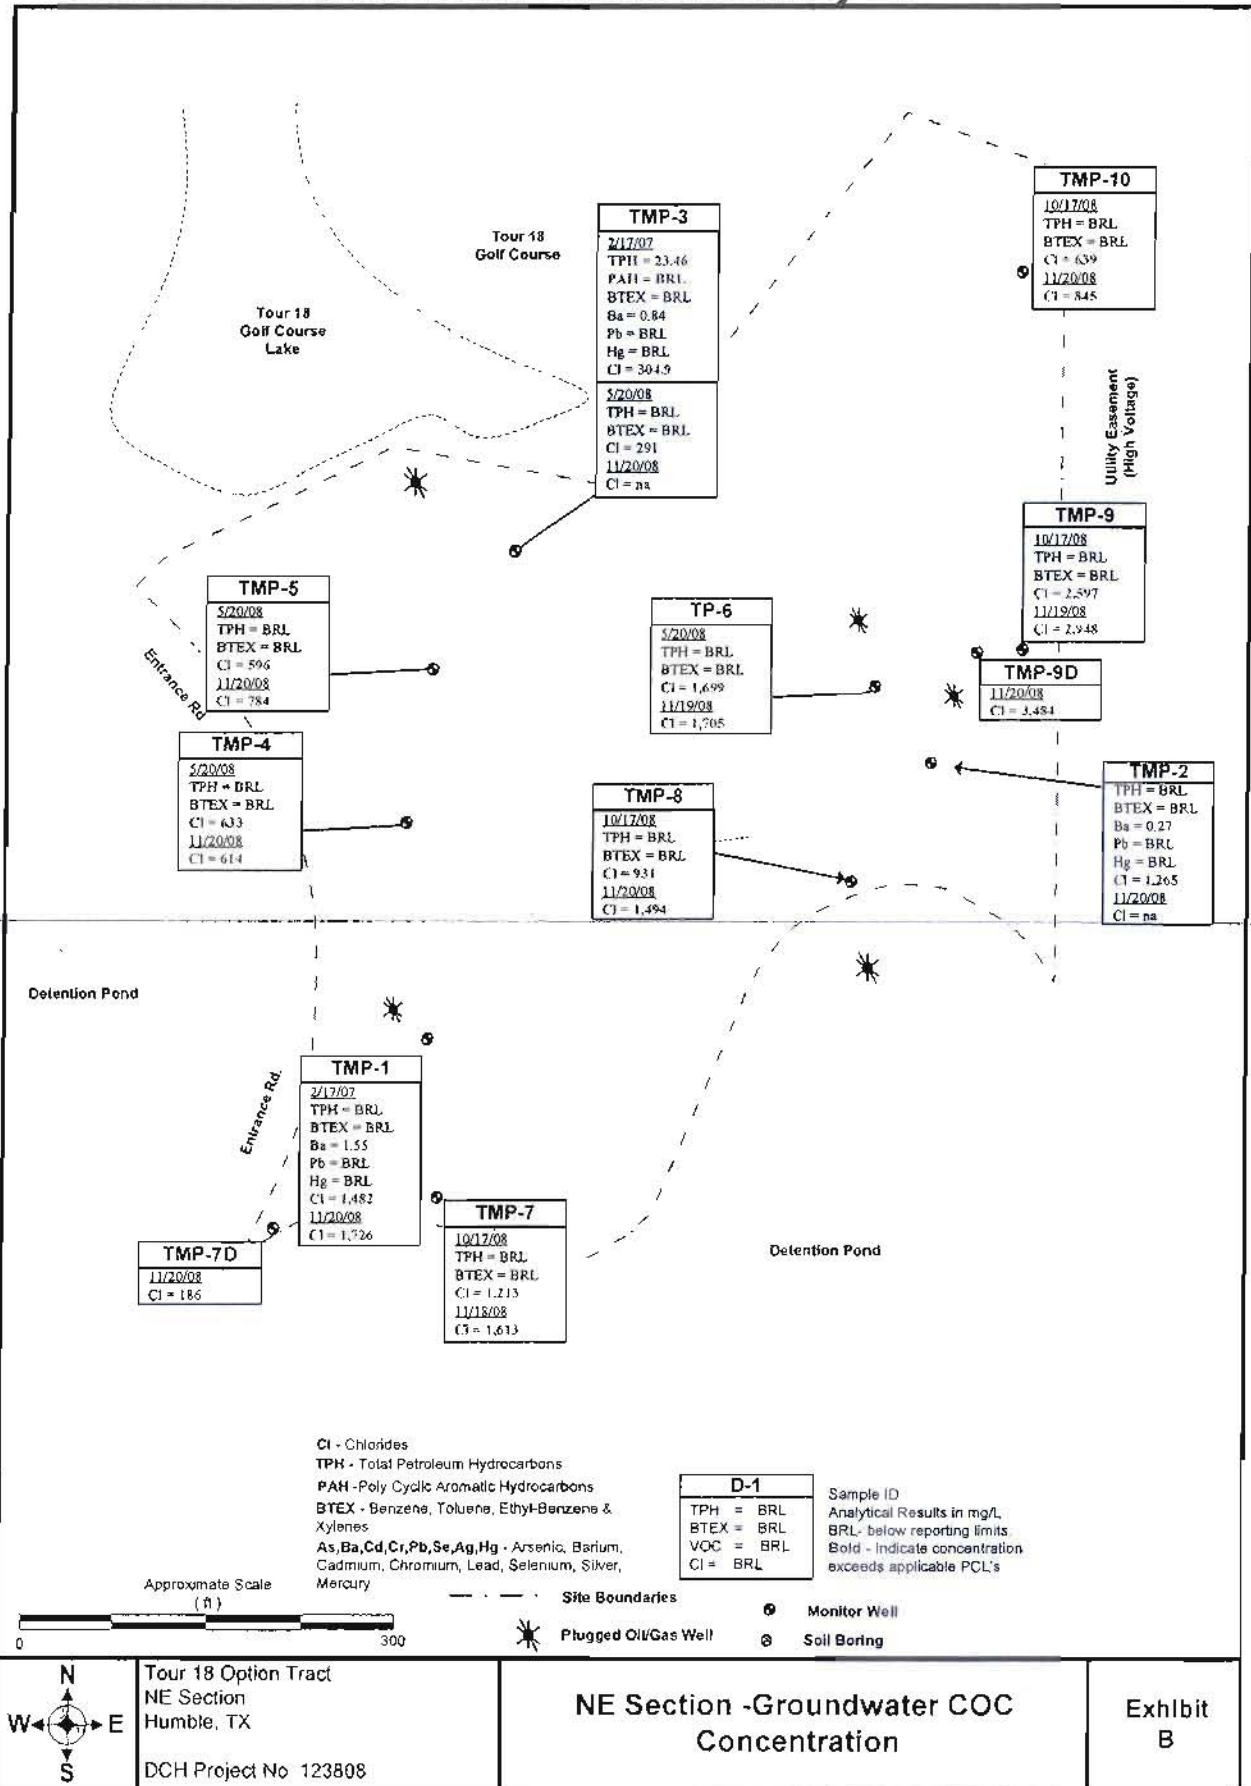 TMP-10
10/17/08
TPH = BRL
BTEX = BRL
Cl = 639
11/20/08
Cl = 845
TMP-3
2/17/07
TPH = 23.46
PAH = BRL
BTEX = BRL
Ba = 0.84
Pb = BRL
Hg = BRL
Cl = 304.9
5/20/08
TPH = BRL
BTEX = BRL
Cl = 291
11/20/08
Cl = na
Tour 18
Golf Course
Tour 18
Golf Course
Lake
Utility Easement
(High Voltage)
TMP-9
10/17/08
TPH = BRL
BTEX = BRL
Cl = 2,597
11/19/08
Cl = 2,948
TMP-5
5/20/08
TPH = BRL
BTEX = BRL
Cl = 596
11/20/08
Cl = 784
TP-6
5/20/08
TPH = BRL
BTEX = BRL
Cl = 1,699
11/19/08
Cl = 1,705
TMP-9D
11/20/08
Cl = 3,484
Entrance Rd
TMP-4
5/20/08
TPH = BRL
BTEX = BRL
Cl = 633
11/20/08
Cl = 614
TMP-8
10/17/08
TPH = BRL
BTEX = BRL
Cl = 931
11/20/08
Cl = 1,494
TMP-2
TPH = BRL
BTEX = BRL
Ba = 0.27
Pb = BRL
Hg = BRL
Cl = 1,265
11/20/08
Cl = na
Detention Pond
TMP-1
2/17/07
TPH = BRL
BTEX = BRL
Ba = 1.55
Pb = BRL
Hg = BRL
Cl = 1,482
11/20/08
Cl = 1,726
Entrance Rd.
TMP-7
10/17/08
TPH = BRL
BTEX = BRL
Cl = 1,213
11/18/08
Cl = 1,613
TMP-7D
11/20/08
Cl = 186
Detention Pond
Cl - Chlorides
TPH - Total Petroleum Hydrocarbons
PAH -Poly Cyclic Aromatic Hydrocarbons
BTEX - Benzene, Toluene, Ethyl-Benzene &
Xylenes
As,Ba,Cd,Cr,Pb,Se,Ag,Hg - Arsenic, Barium,
Cadmium, Chromium, Lead, Selenium, Silver,
Mercury
D-1
TPH = BRL
BTEX = BRL
VOC = BRL
Cl = BRL
Sample ID
Analytical Results in mg/L
BRL- below reporting limits
Bold - indicate concentration
exceeds applicable PCL's
Approximate Scale
( ft )
0 300
Site Boundaries
Plugged Oil/Gas Well
Monitor Well
Soil Boring
N
W E
S
Tour 18 Option Tract
NE Section
Humble, TX
DCH Project No 123808
NE Section -Groundwater COC
Concentration
Exhibit
B